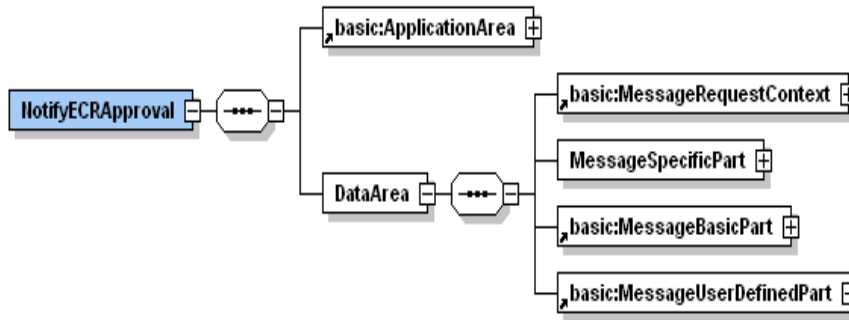 basic:ApplicationArea
NotifyECRApproval
basic:MessageRequestContext
MessageSpecificPart
DataArea
basic:MessageBasicPart
basic:MessageUserDefinedPart